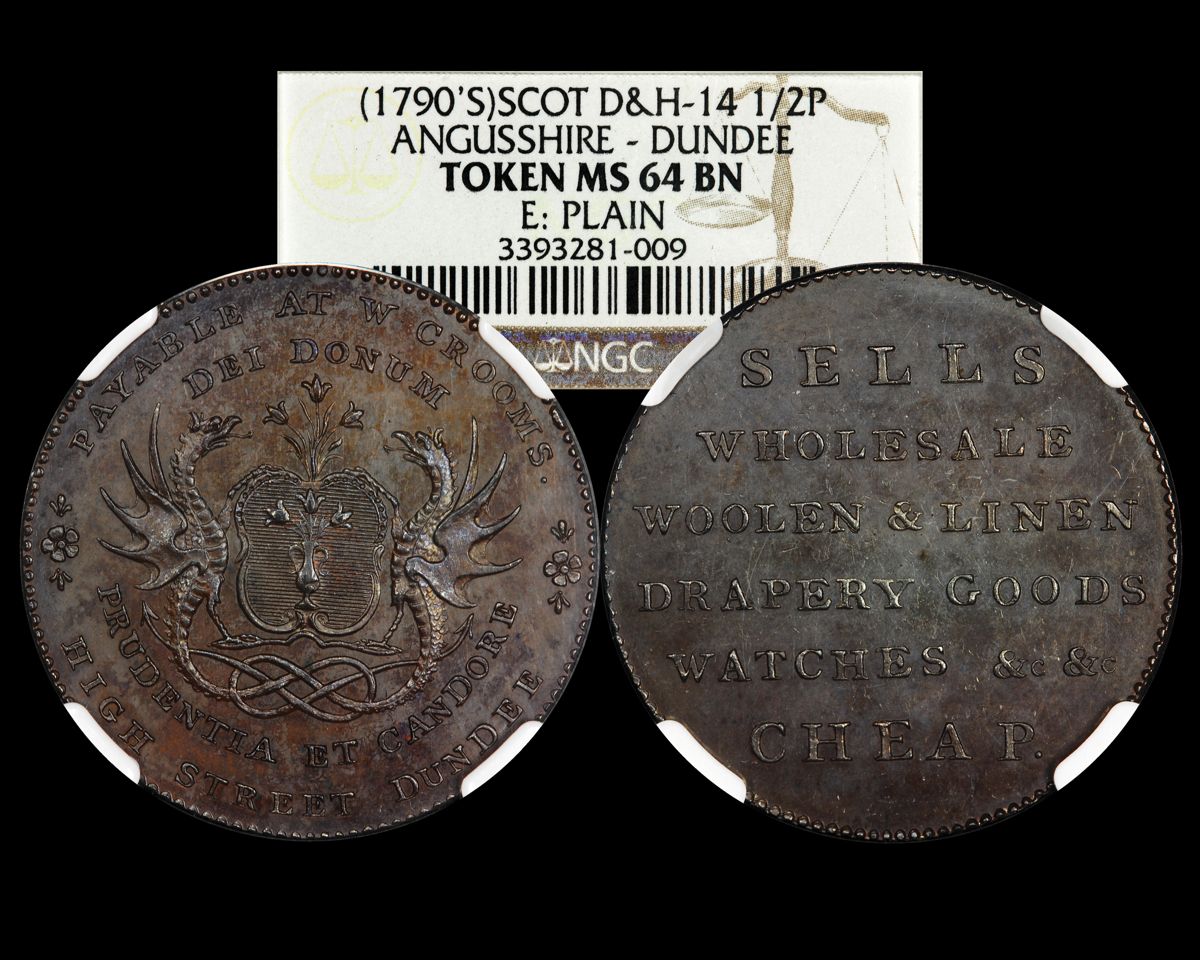 (1790'S)SCOT D&H-14 1/2P
ANGUSSHIRE - DUNDEE
TOKEN MS 64 BN
E: PLAIN
3393281-009
NGC
PAYABLE AT W CROOMS.
DEI DONUM
PRUDENTIA ET CANDORE
HIGH STREET DUNDEE
SELLS
WHOLESALE
WOOLEN & LINEN
DRAPERY GOODS
WATCHES &c &c
CHEAP.